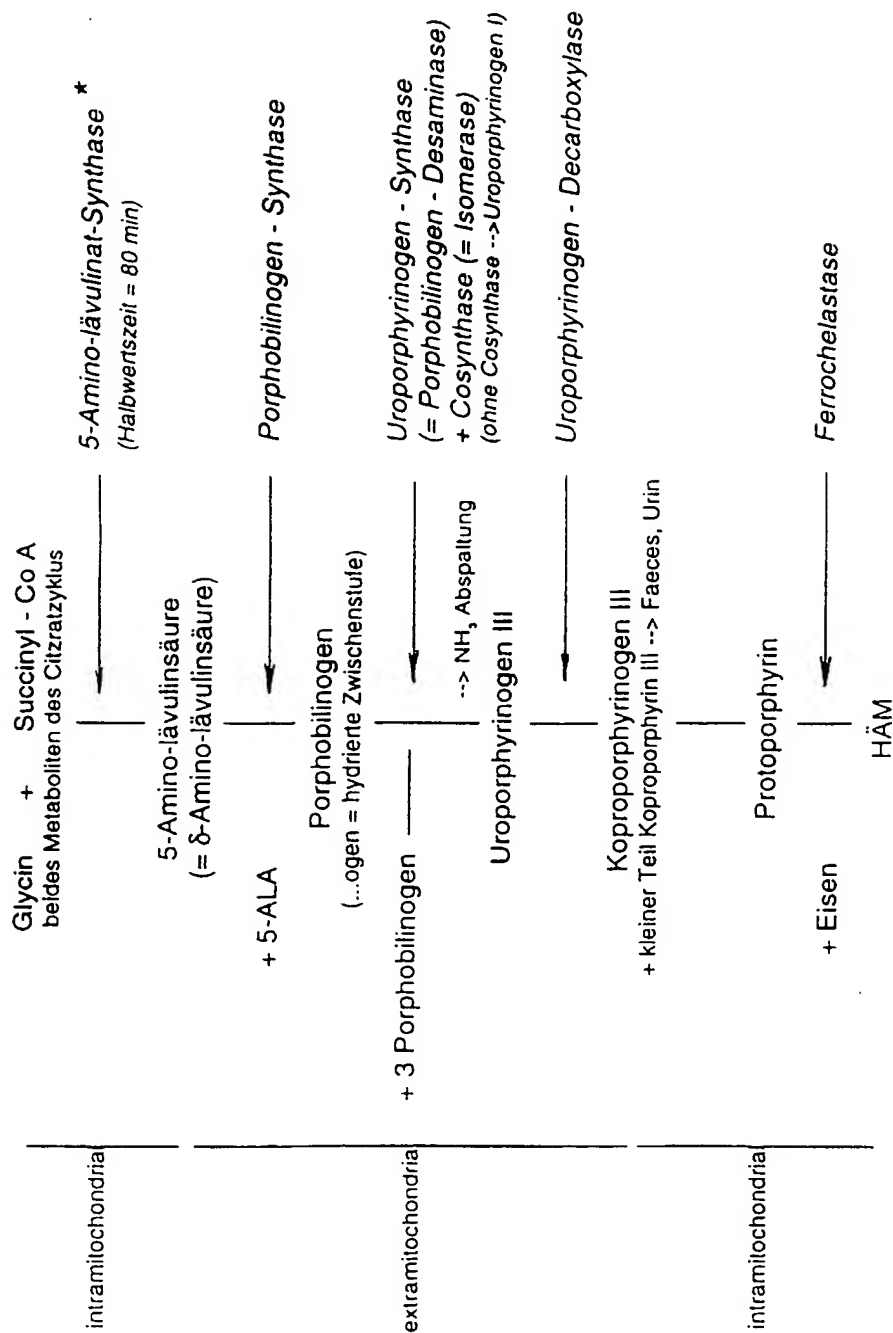 Glycin + Succinyl - Co A
beides Metaboliten des Citzratzyklus
5-Amino-lävulinat-Synthase *
(Halbwertszeit = 80 min)
5-Amino-lävulinsäure
(= δ-Amino-lävulinsäure)
+ 5-ALA
Porphobilinogen - Synthase
Porphobilinogen
(...ogen = hydrierte Zwischenstufe)
+ 3 Porphobilinogen
Uroporphyrinogen - Synthase
(= Porphobilinogen - Desaminase)
+ Cosynthase (= Isomerase)
(ohne Cosynthase -->Uroporphyrinogen I)
--> NH₃ Abspaltung
Uroporphyrinogen III
Uroporphyrinogen - Decarboxylase
Koproporphyrinogen III
+ kleiner Teil Koproporphyrin III --> Faeces, Urin
Protoporphyrin
+ Eisen
Ferrochelastase
HÄM
intramitochondria
extramitochondria
intramitochondria